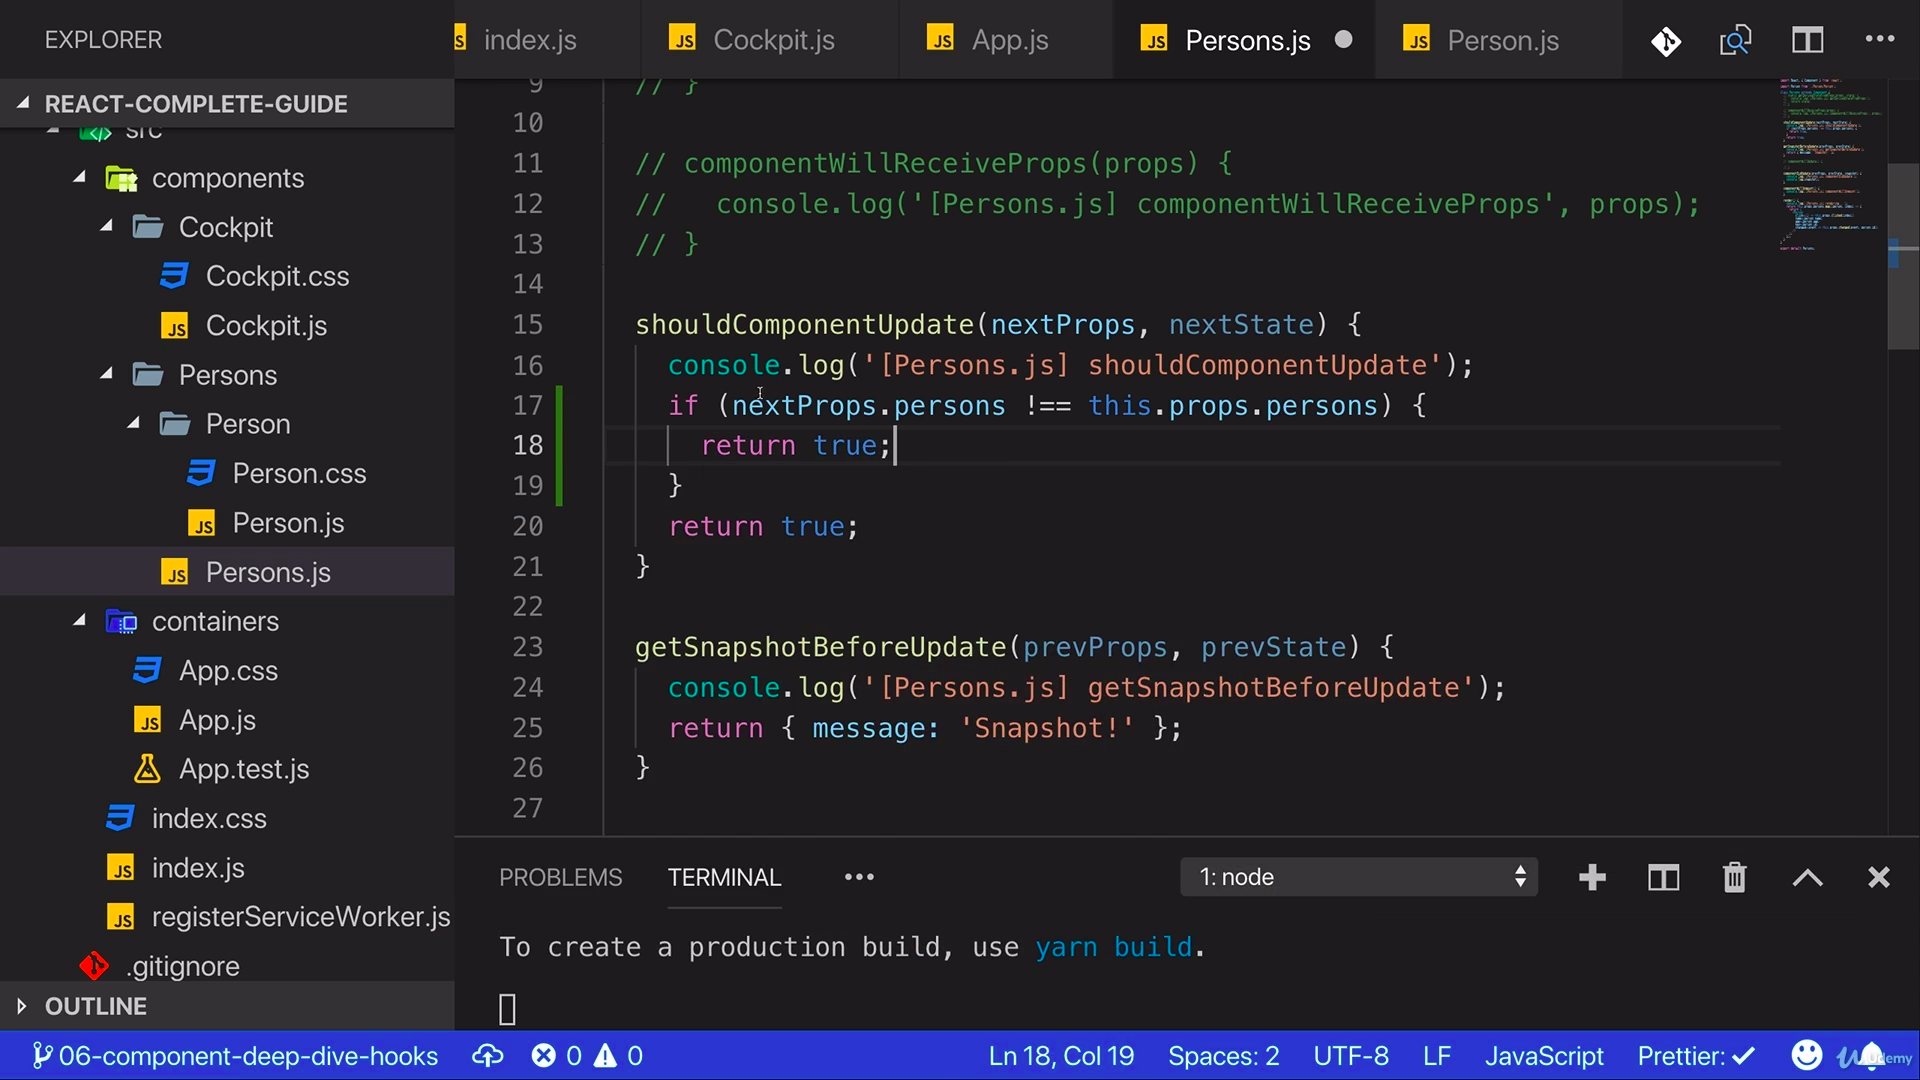 EXPLORER
index.js
Cockpit.js
App.js
Persons.js
Person.js
REACT-COMPLETE-GUIDE
src
components
Cockpit
Cockpit.css
Cockpit.js
Persons
Person
Person.css
Person.js
Persons.js
containers
App.css
App.js
App.test.js
index.css
index.js
registerServiceWorker.js
.gitignore
OUTLINE
9 // }
10
11 // componentWillReceiveProps(props) {
12 //   console.log('[Persons.js] componentWillReceiveProps', props);
13 // }
14
15 shouldComponentUpdate(nextProps, nextState) {
16   console.log('[Persons.js] shouldComponentUpdate');
17   if (nextProps.persons !== this.props.persons) {
18     return true;
19   }
20   return true;
21 }
22
23 getSnapshotBeforeUpdate(prevProps, prevState) {
24   console.log('[Persons.js] getSnapshotBeforeUpdate');
25   return { message: 'Snapshot!' };
26 }
27
PROBLEMS TERMINAL ••• 1: node
To create a production build, use yarn build.
06-component-deep-dive-hooks 0 0 Ln 18, Col 19 Spaces: 2 UTF-8 LF JavaScript Prettier: ✓
Udemy